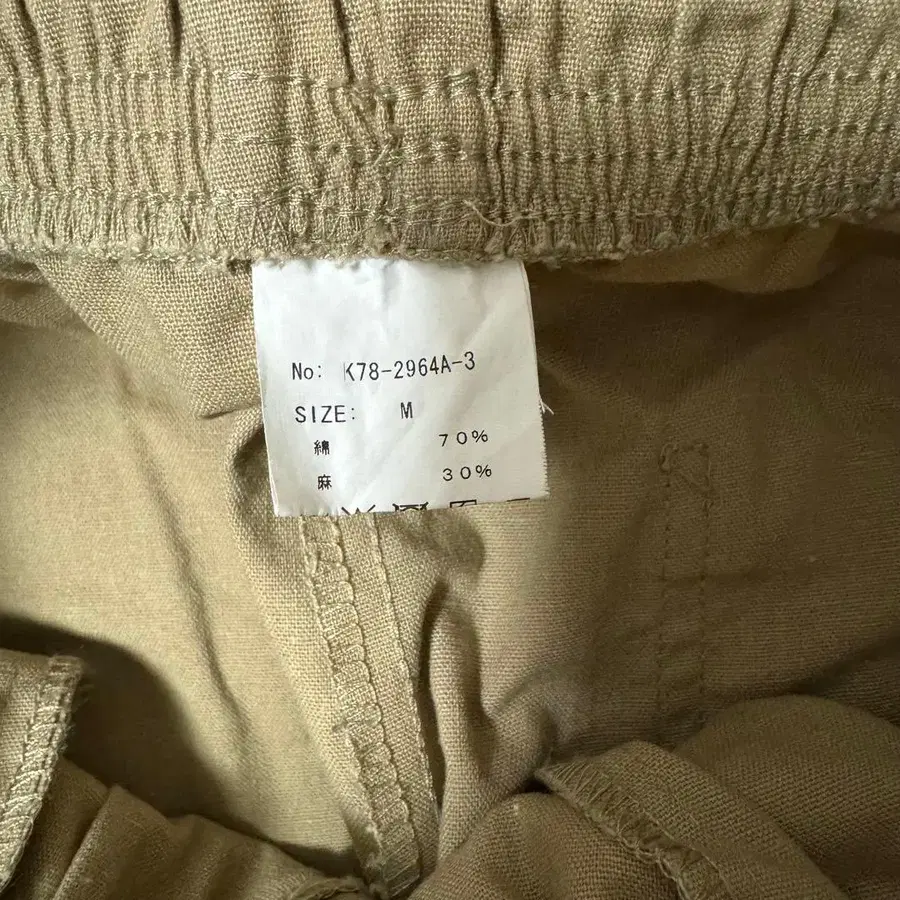 No: K78-2964A-3
SIZE: M
綿 70%
麻 30%